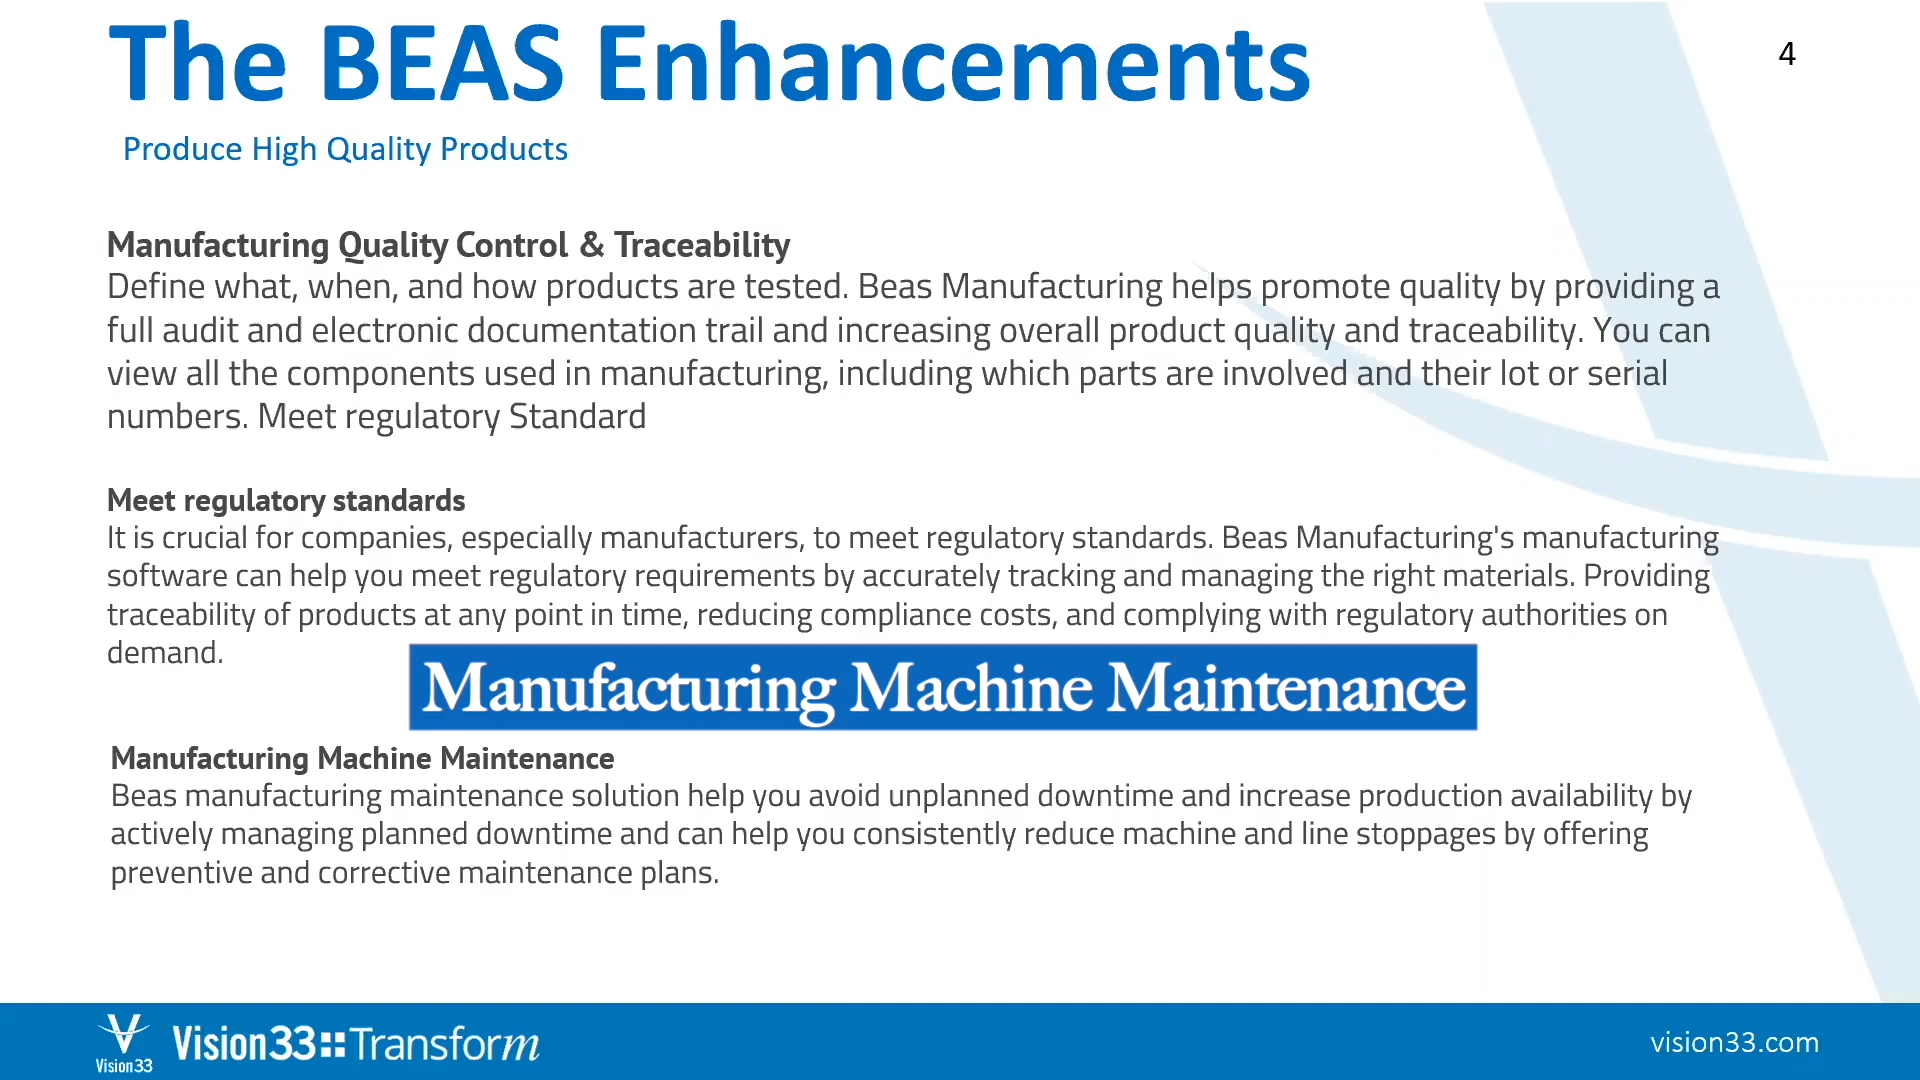 The BEAS Enhancements
4
Produce High Quality Products
Manufacturing Quality Control & Traceability
Define what, when, and how products are tested. Beas Manufacturing helps promote quality by providing a
full audit and electronic documentation trail and increasing overall product quality and traceability. You can
view all the components used in manufacturing, including which parts are involved and their lot or serial
numbers. Meet regulatory Standard
Meet regulatory standards
It is crucial for companies, especially manufacturers, to meet regulatory standards. Beas Manufacturing's manufacturing
software can help you meet regulatory requirements by accurately tracking and managing the right materials. Providing
traceability of products at any point in time, reducing compliance costs, and complying with regulatory authorities on
demand.
Manufacturing Machine Maintenance
Manufacturing Machine Maintenance
Beas manufacturing maintenance solution help you avoid unplanned downtime and increase production availability by
actively managing planned downtime and can help you consistently reduce machine and line stoppages by offering
preventive and corrective maintenance plans.
Vision33
Vision33 Transform
vision33.com